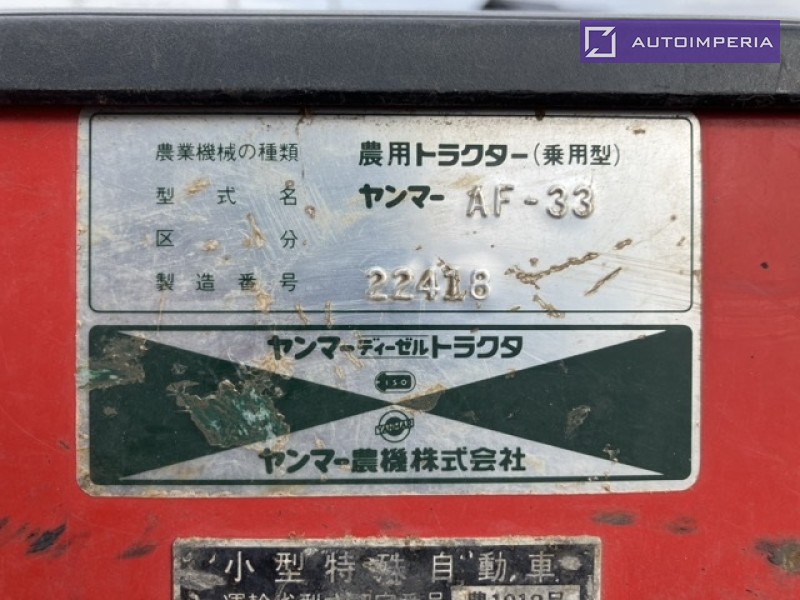 AUTOIMPERIA
農業機械の種類 農用トラクター(乗用型)
型式名 ヤンマー AF-33
区分
製造番号 22418
ヤンマーディーゼルトラクタ
ISO
YANMAR
ヤンマー農機株式会社
小型特殊自動車